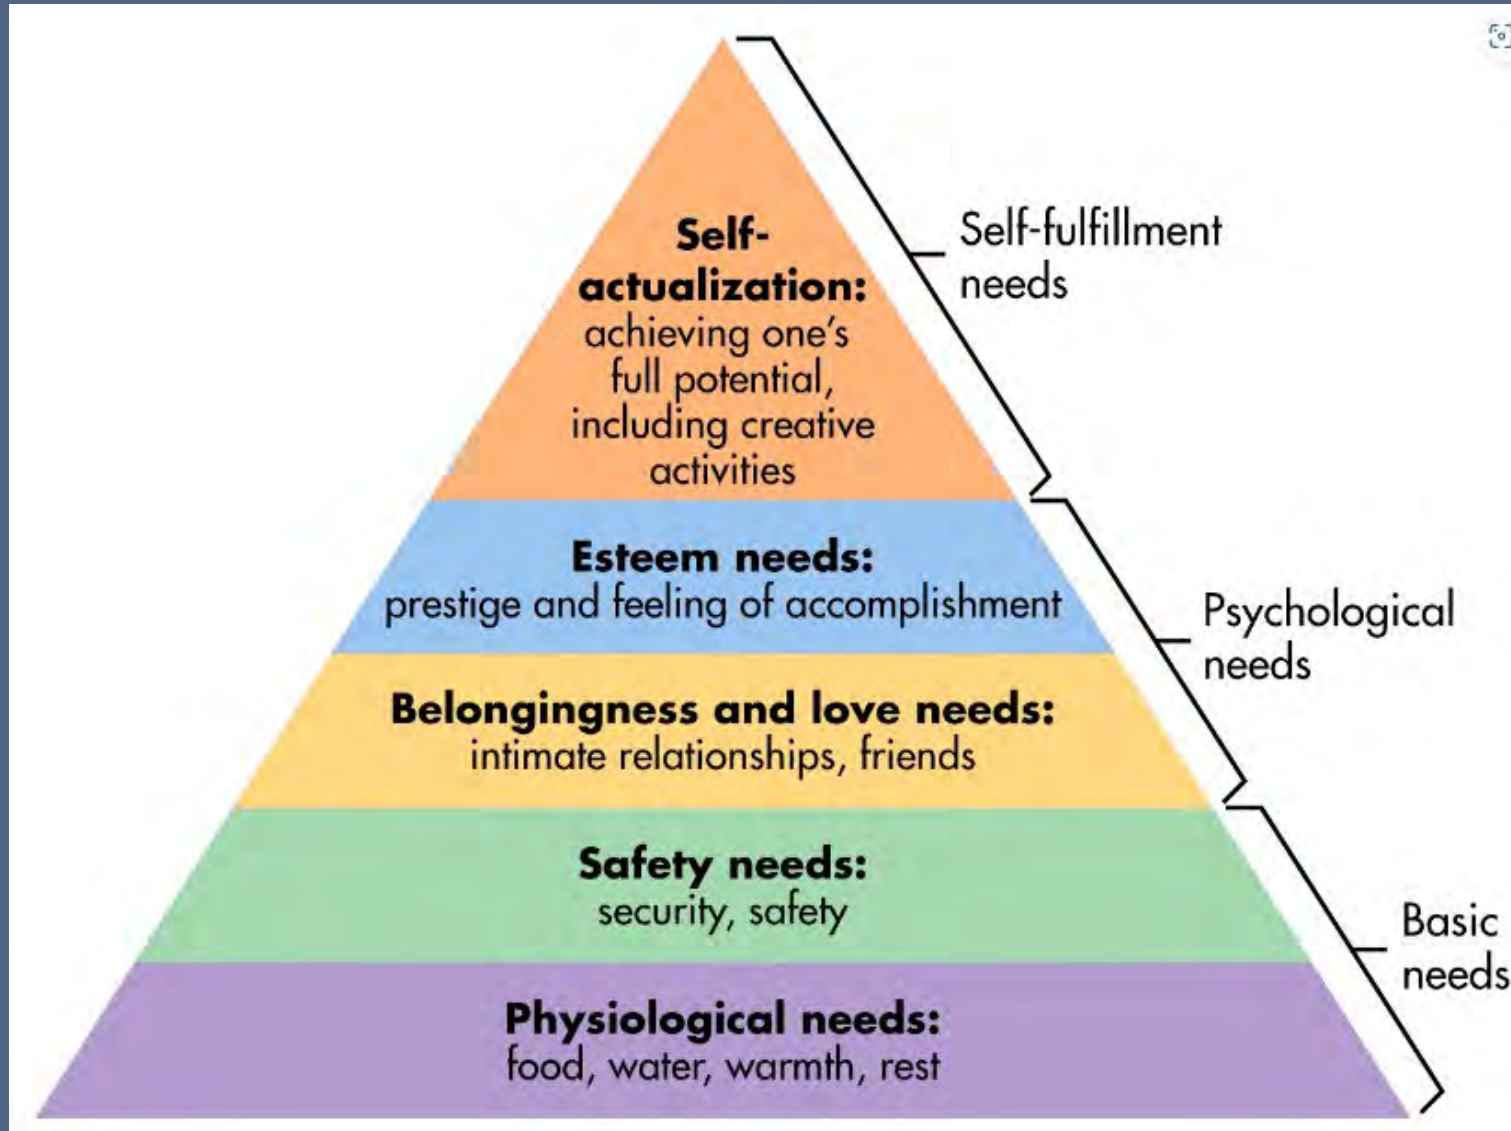 Self-
actualization:
achieving one's
full potential,
including creative
activities
Self-fulfillment
needs
Esteem needs:
prestige and feeling of accomplishment
Psychological
needs
Belongingness and love needs:
intimate relationships, friends
Safety needs:
security, safety
Basic
needs
Physiological needs:
food, water, warmth, rest